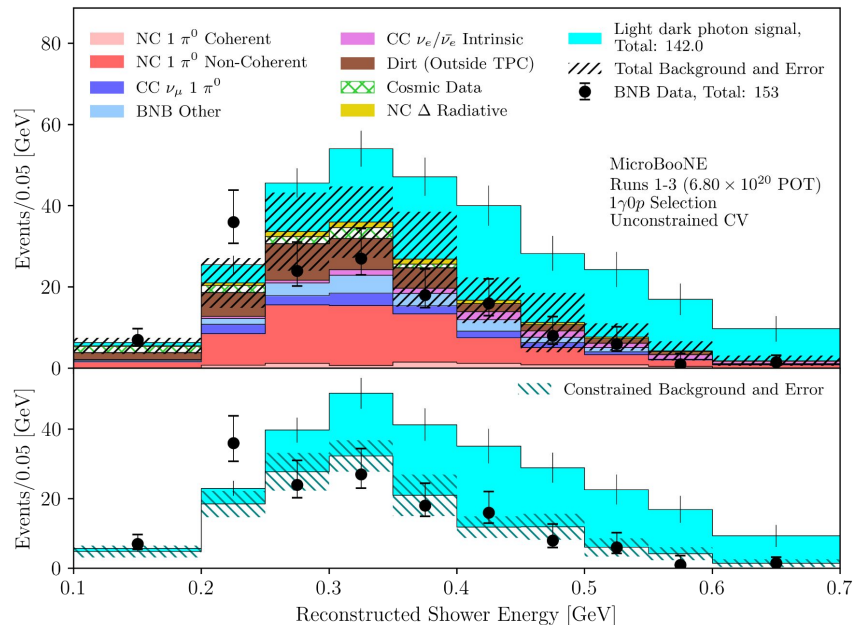 NC 1 π⁰ Coherent
NC 1 π⁰ Non-Coherent
CC ν_μ 1 π⁰
BNB Other
CC ν_e/ν̄_e Intrinsic
Dirt (Outside TPC)
Cosmic Data
NC Δ Radiative
Light dark photon signal,
Total: 142.0
Total Background and Error
BNB Data, Total: 153
MicroBooNE
Runs 1-3 (6.80 × 10²⁰ POT)
1γ0p Selection
Unconstrained CV
Events/0.05 [GeV]
80
60
40
20
0
Constrained Background and Error
Events/0.05 [GeV]
40
20
0
0.1 0.2 0.3 0.4 0.5 0.6 0.7
Reconstructed Shower Energy [GeV]